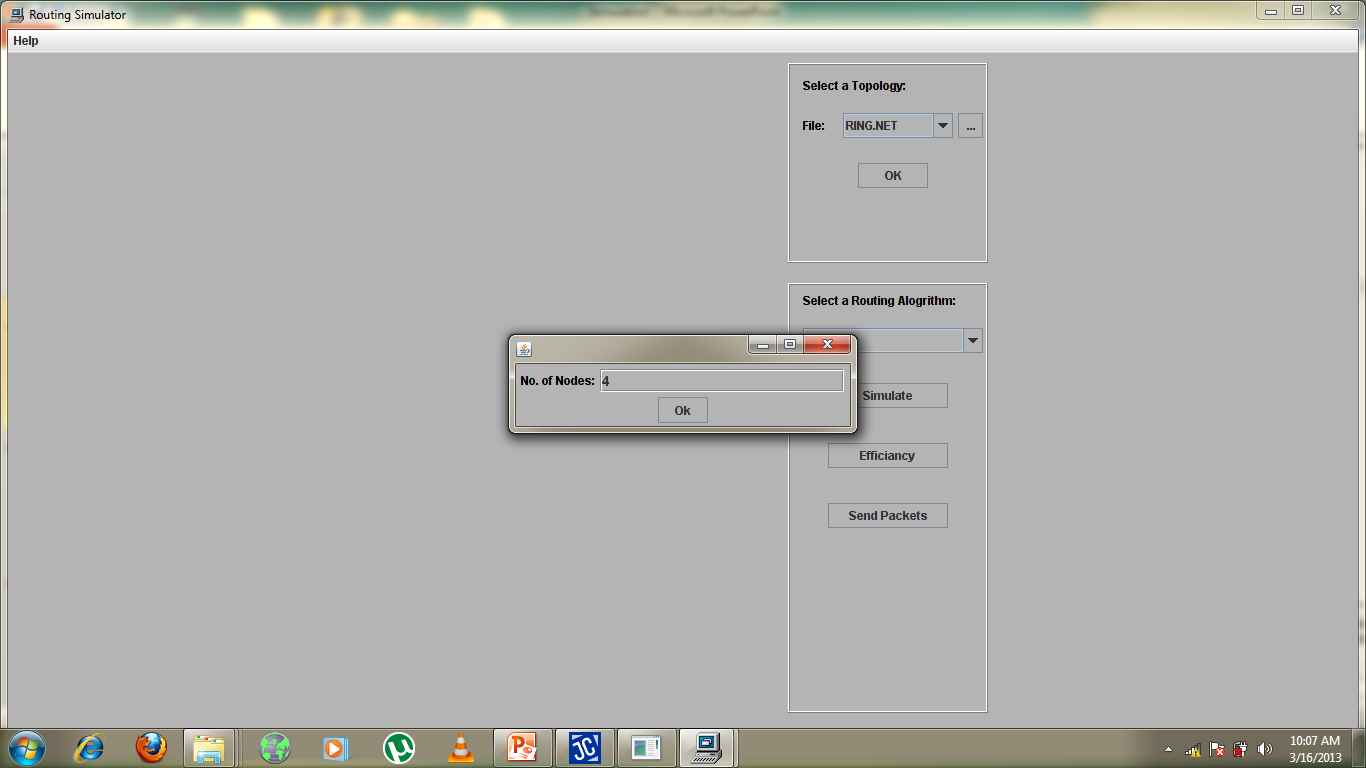 Routing Simulator
Help
Select a Topology:
File: RING.NET ...
OK
Select a Routing Alogrithm:
No. of Nodes: 4
Ok
Simulate
Efficiancy
Send Packets
10:07 AM
3/16/2013